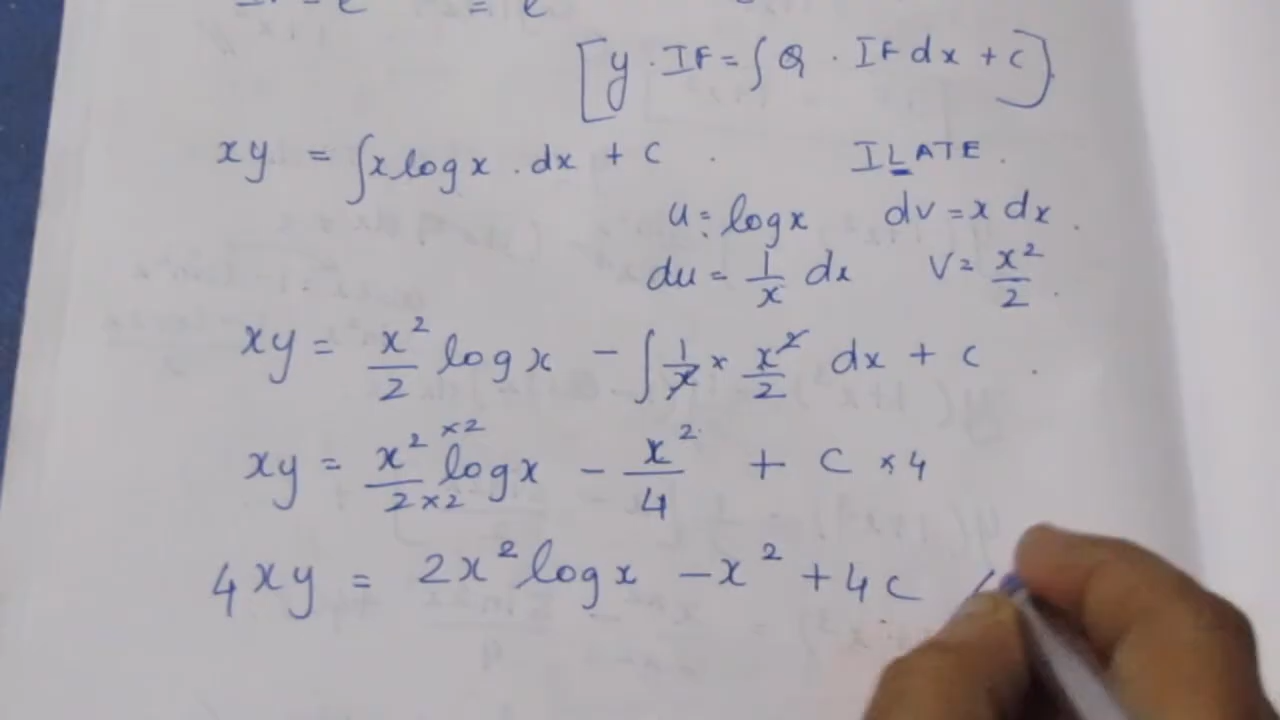 = e
[y · IF = ∫ Q · IF dx + c]
xy = ∫x log x . dx + c . ILATE .
u = log x dv = x dx .
du = 1/x dx v = x²/2 .
xy = x²/2 log x - ∫ 1/x × x²/2 dx + c .
xy = x²×2/2×2 log x - x²/4 + c × 4
4xy = 2x² log x - x² + 4c